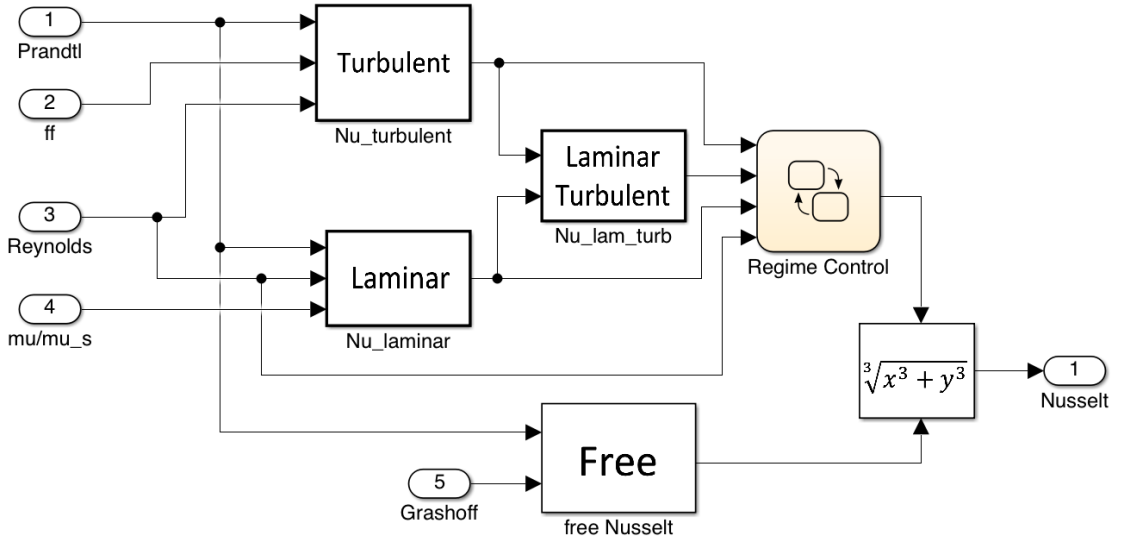 1
Prandtl
2
ff
3
Reynolds
4
mu/mu_s
Turbulent
Nu_turbulent
Laminar
Nu_laminar
Laminar
Turbulent
Nu_lam_turb
Regime Control
5
Grashoff
Free
free Nusselt
∛(x³ + y³)
1
Nusselt